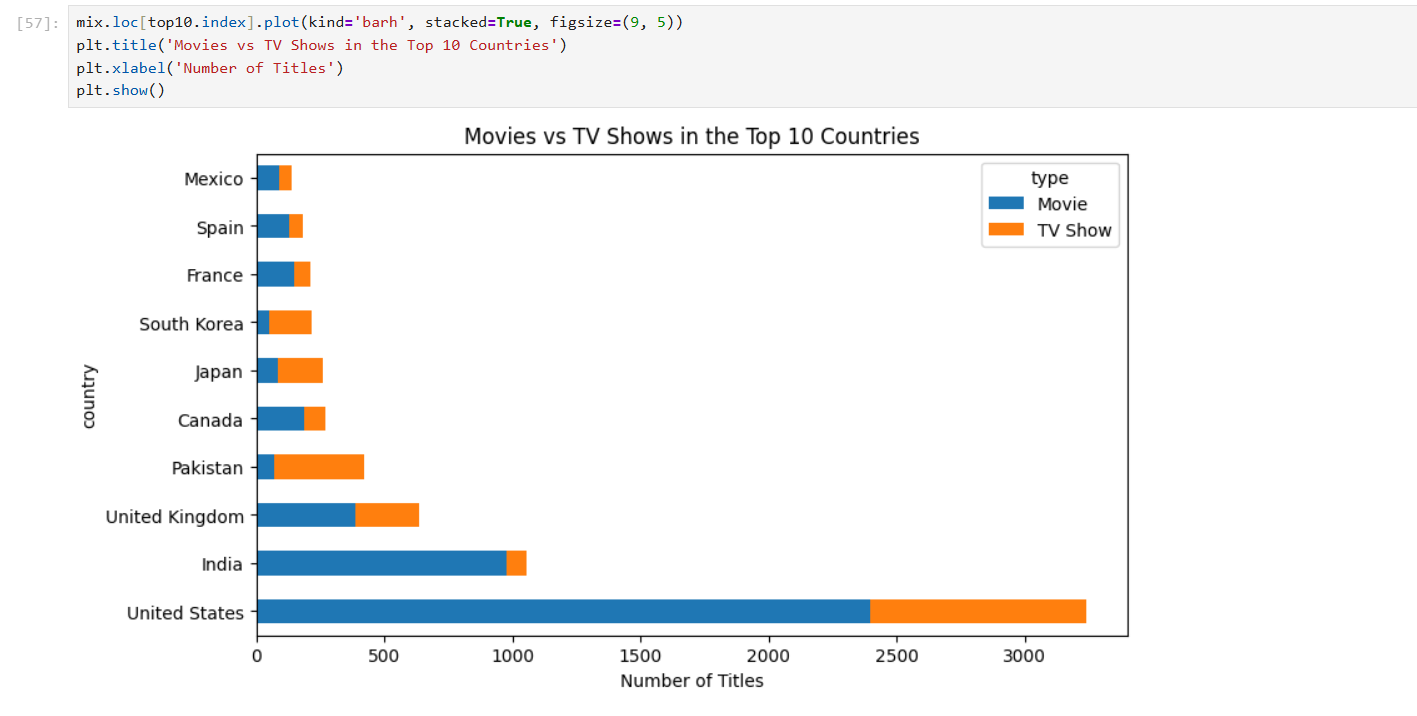 [57]:
mix.loc[top10.index].plot(kind='barh', stacked=True, figsize=(9, 5))
plt.title('Movies vs TV Shows in the Top 10 Countries')
plt.xlabel('Number of Titles')
plt.show()
Movies vs TV Shows in the Top 10 Countries
type
Movie
TV Show
country
Mexico
Spain
France
South Korea
Japan
Canada
Pakistan
United Kingdom
India
United States
0 500 1000 1500 2000 2500 3000
Number of Titles